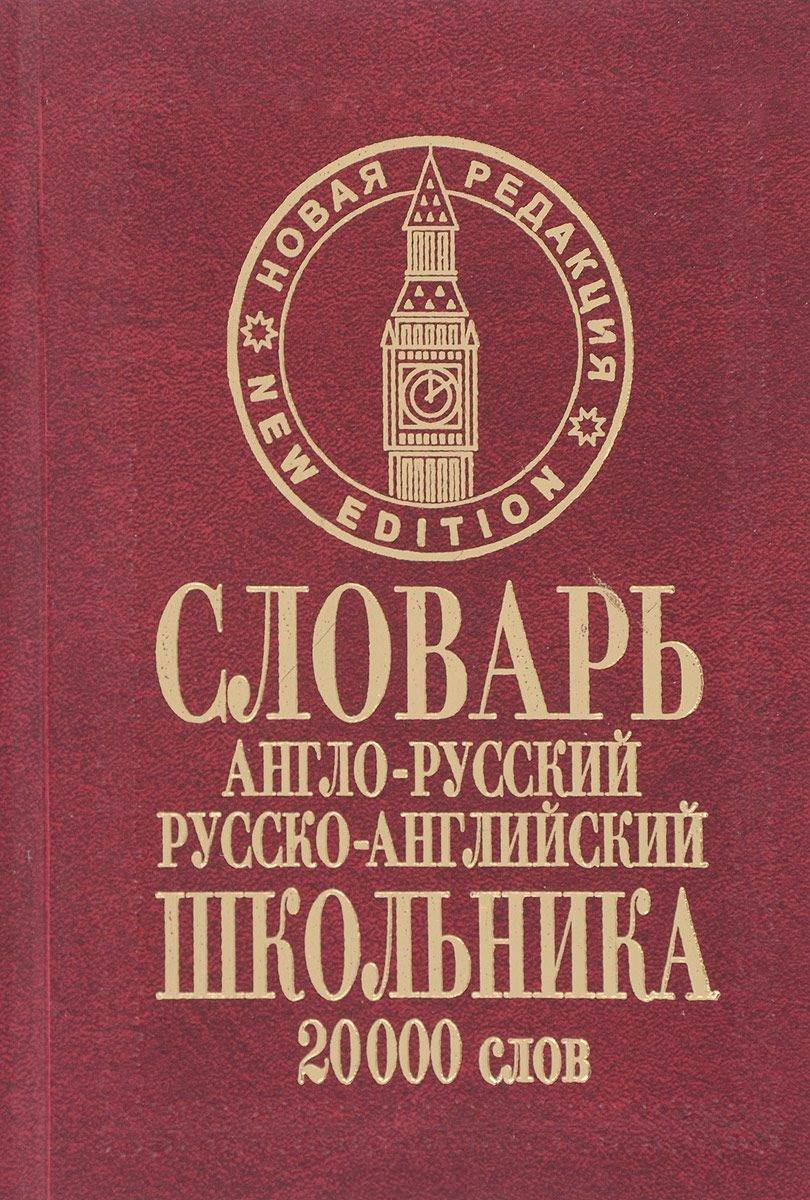 НОВАЯ РЕДАКЦИЯ
NEW EDITION
СЛОВАРЬ
АНГЛО-РУССКИЙ
РУССКО-АНГЛИЙСКИЙ
ШКОЛЬНИКА
20000 слов